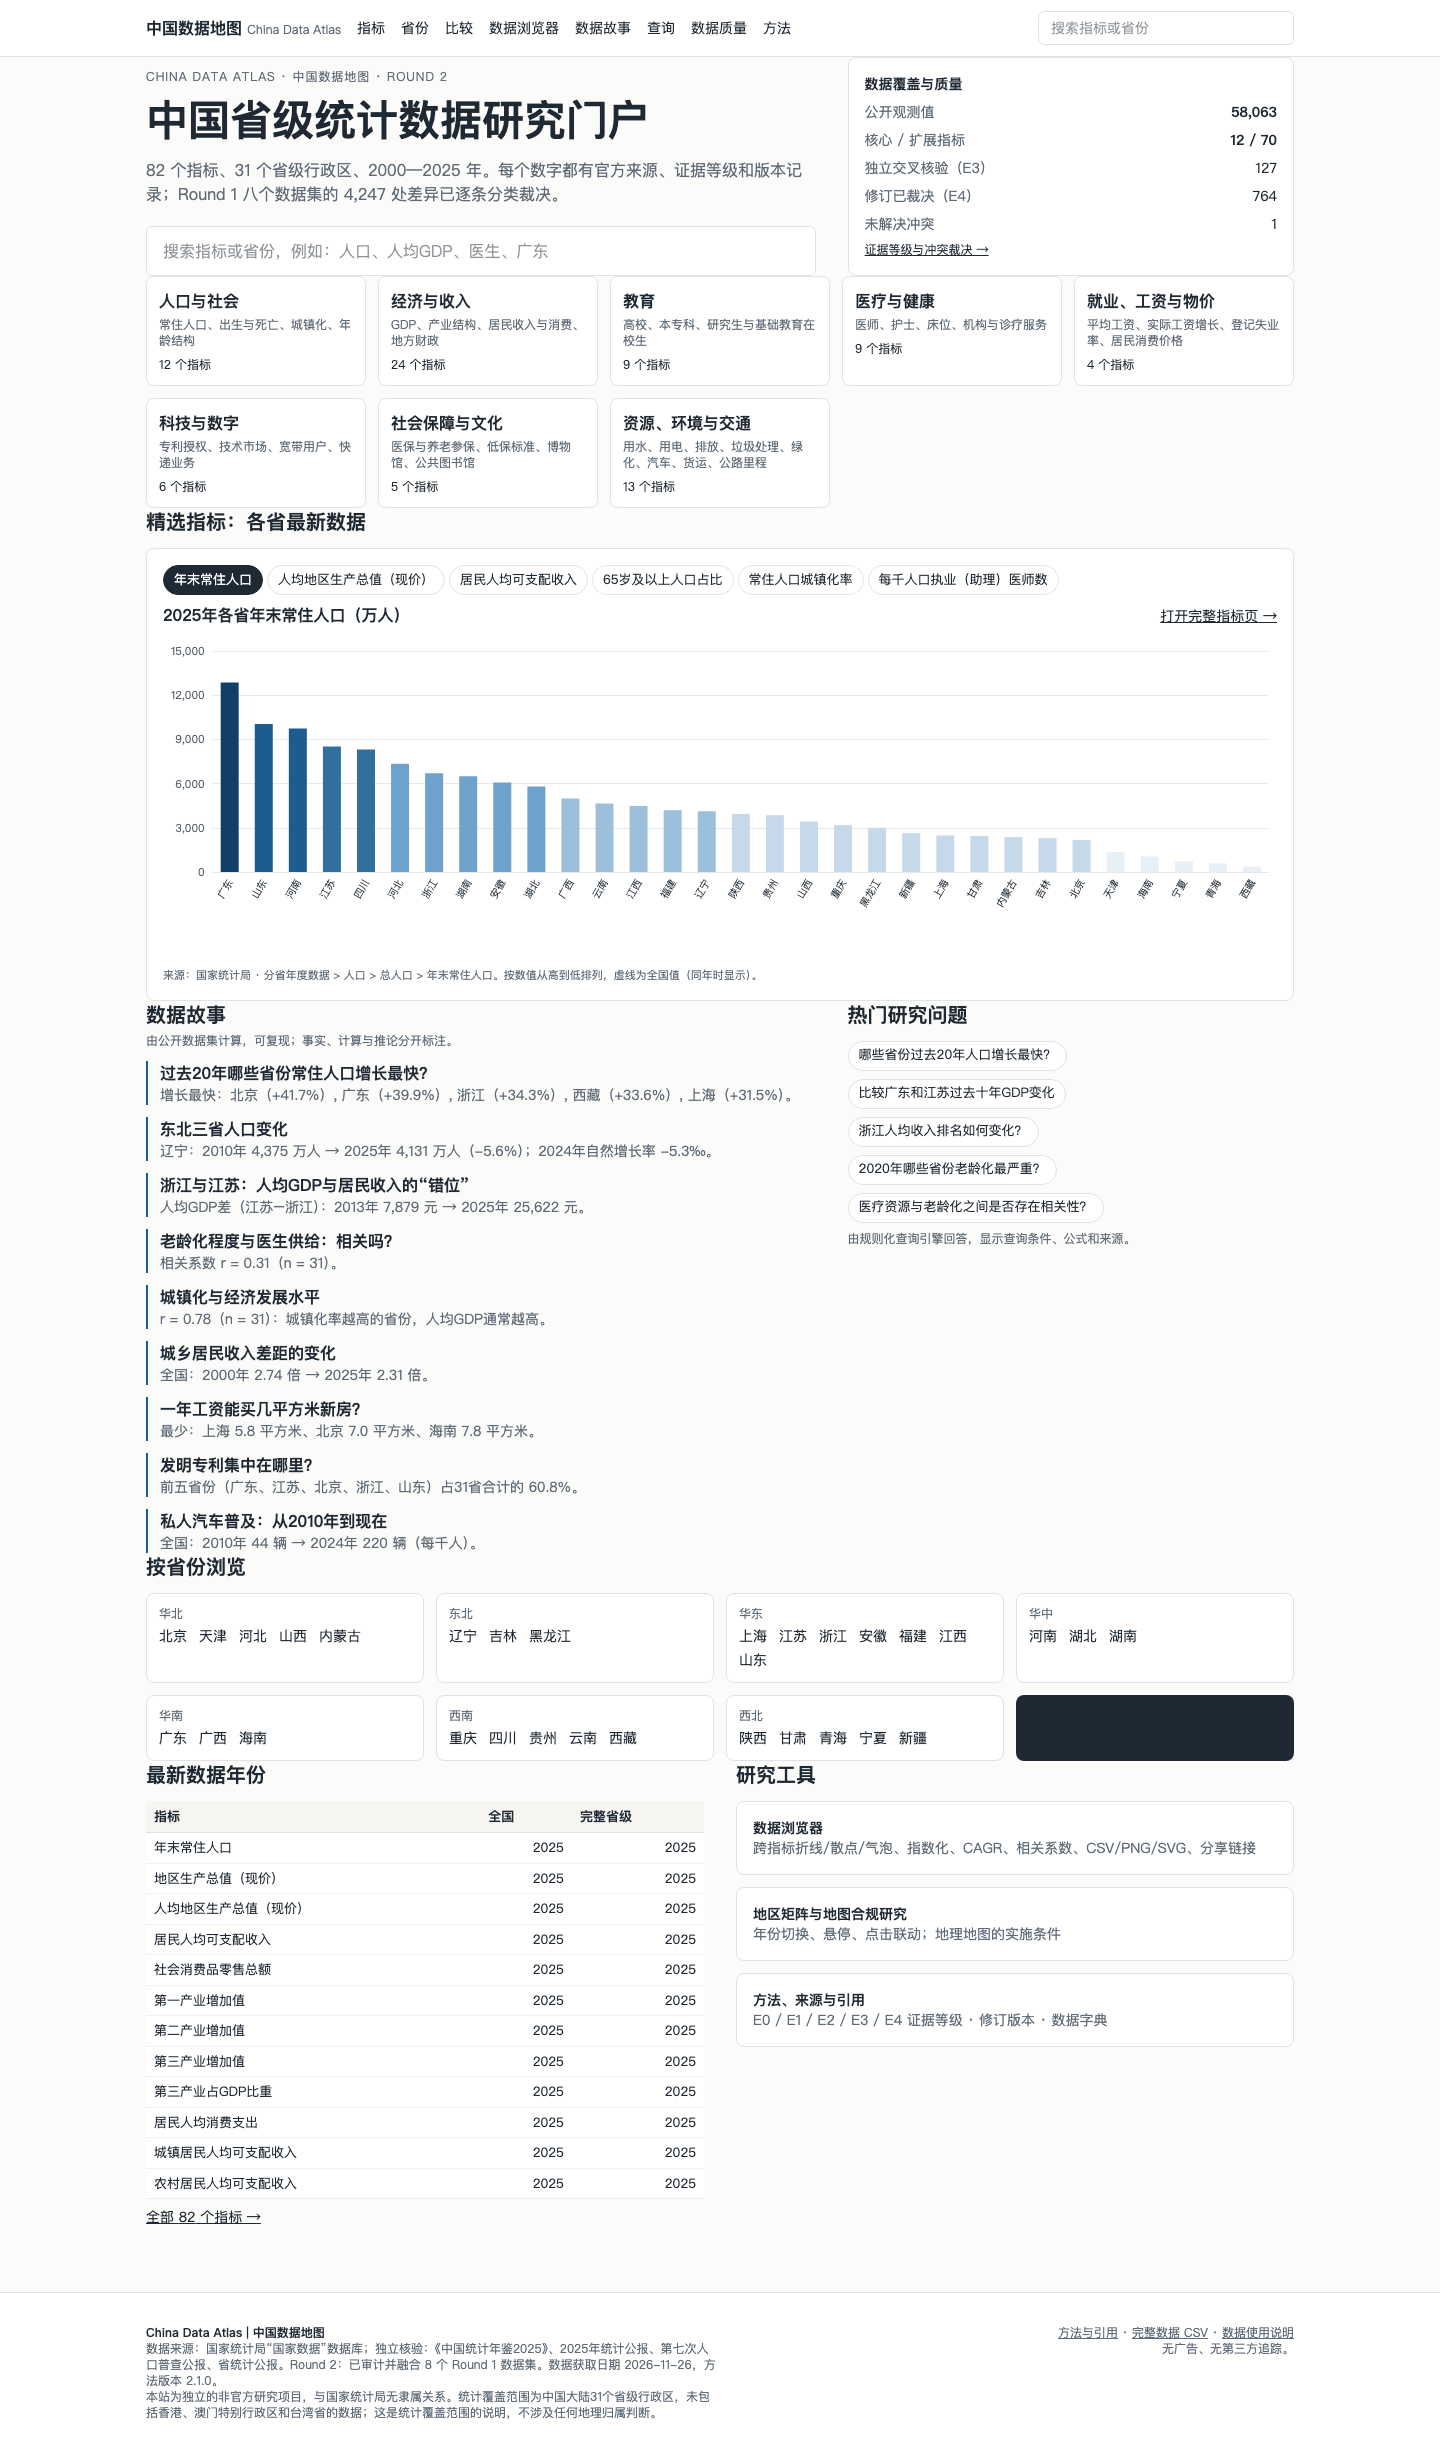 中国数据地图 China Data Atlas 指标 省份 比较 数据浏览器 数据故事 查询 数据质量 方法 搜索指标或省份
CHINA DATA ATLAS · 中国数据地图 · ROUND 2
中国省级统计数据研究门户
82 个指标、31 个省级行政区、2000—2025 年。每个数字都有官方来源、证据等级和版本记
录；Round 1 八个数据集的 4,247 处差异已逐条分类裁决。
搜索指标或省份，例如：人口、人均GDP、医生、广东
数据覆盖与质量
公开观测值 58,063
核心 / 扩展指标 12 / 70
独立交叉核验（E3） 127
修订已裁决（E4） 764
未解决冲突 1
证据等级与冲突裁决 →
人口与社会
常住人口、出生与死亡、城镇化、年
龄结构
12 个指标
经济与收入
GDP、产业结构、居民收入与消费、
地方财政
24 个指标
教育
高校、本专科、研究生与基础教育在
校生
9 个指标
医疗与健康
医师、护士、床位、机构与诊疗服务
9 个指标
就业、工资与物价
平均工资、实际工资增长、登记失业
率、居民消费价格
4 个指标
科技与数字
专利授权、技术市场、宽带用户、快
递业务
6 个指标
社会保障与文化
医保与养老参保、低保标准、博物
馆、公共图书馆
5 个指标
资源、环境与交通
用水、用电、排放、垃圾处理、绿
化、汽车、货运、公路里程
13 个指标
精选指标：各省最新数据
年末常住人口 人均地区生产总值（现价） 居民人均可支配收入 65岁及以上人口占比 常住人口城镇化率 每千人口执业（助理）医师数
2025年各省年末常住人口（万人） 打开完整指标页 →
15,000
12,000
9,000
6,000
3,000
0
广东 山东 河南 江苏 四川 河北 浙江 湖南 安徽 湖北 广西 云南 江西 福建 辽宁 陕西 贵州 山西 重庆 黑龙江 新疆 上海 甘肃 内蒙古 吉林 北京 天津 海南 宁夏 青海 西藏
来源：国家统计局 · 分省年度数据 > 人口 > 总人口 > 年末常住人口。按数值从高到低排列，虚线为全国值（同年时显示）。
数据故事
由公开数据集计算，可复现；事实、计算与推论分开标注。
过去20年哪些省份常住人口增长最快？
增长最快：北京（+41.7%）, 广东（+39.9%）, 浙江（+34.3%）, 西藏（+33.6%）, 上海（+31.5%）。
东北三省人口变化
辽宁：2010年 4,375 万人 → 2025年 4,131 万人（−5.6%）；2024年自然增长率 −5.3‰。
浙江与江苏：人均GDP与居民收入的“错位”
人均GDP差（江苏−浙江）：2013年 7,879 元 → 2025年 25,622 元。
老龄化程度与医生供给：相关吗？
相关系数 r = 0.31（n = 31）。
城镇化与经济发展水平
r = 0.78（n = 31）：城镇化率越高的省份，人均GDP通常越高。
城乡居民收入差距的变化
全国：2000年 2.74 倍 → 2025年 2.31 倍。
一年工资能买几平方米新房？
最少：上海 5.8 平方米、北京 7.0 平方米、海南 7.8 平方米。
发明专利集中在哪里？
前五省份（广东、江苏、北京、浙江、山东）占31省合计的 60.8%。
私人汽车普及：从2010年到现在
全国：2010年 44 辆 → 2024年 220 辆（每千人）。
热门研究问题
哪些省份过去20年人口增长最快？
比较广东和江苏过去十年GDP变化
浙江人均收入排名如何变化？
2020年哪些省份老龄化最严重？
医疗资源与老龄化之间是否存在相关性？
由规则化查询引擎回答，显示查询条件、公式和来源。
按省份浏览
华北
北京 天津 河北 山西 内蒙古
东北
辽宁 吉林 黑龙江
华东
上海 江苏 浙江 安徽 福建 江西
山东
华中
河南 湖北 湖南
华南
广东 广西 海南
西南
重庆 四川 贵州 云南 西藏
西北
陕西 甘肃 青海 宁夏 新疆
最新数据年份
指标 全国 完整省级
年末常住人口 2025 2025
地区生产总值（现价） 2025 2025
人均地区生产总值（现价） 2025 2025
居民人均可支配收入 2025 2025
社会消费品零售总额 2025 2025
第一产业增加值 2025 2025
第二产业增加值 2025 2025
第三产业增加值 2025 2025
第三产业占GDP比重 2025 2025
居民人均消费支出 2025 2025
城镇居民人均可支配收入 2025 2025
农村居民人均可支配收入 2025 2025
全部 82 个指标 →
研究工具
数据浏览器
跨指标折线/散点/气泡、指数化、CAGR、相关系数、CSV/PNG/SVG、分享链接
地区矩阵与地图合规研究
年份切换、悬停、点击联动；地理地图的实施条件
方法、来源与引用
E0 / E1 / E2 / E3 / E4 证据等级 · 修订版本 · 数据字典
China Data Atlas | 中国数据地图
数据来源：国家统计局“国家数据”数据库；独立核验：《中国统计年鉴2025》、2025年统计公报、第七次人
口普查公报、省统计公报。Round 2：已审计并融合 8 个 Round 1 数据集。数据获取日期 2026-11-26，方
法版本 2.1.0。
本站为独立的非官方研究项目，与国家统计局无隶属关系。统计覆盖范围为中国大陆31个省级行政区，未包
括香港、澳门特别行政区和台湾省的数据；这是统计覆盖范围的说明，不涉及任何地理归属判断。
方法与引用 · 完整数据 CSV · 数据使用说明
无广告、无第三方追踪。